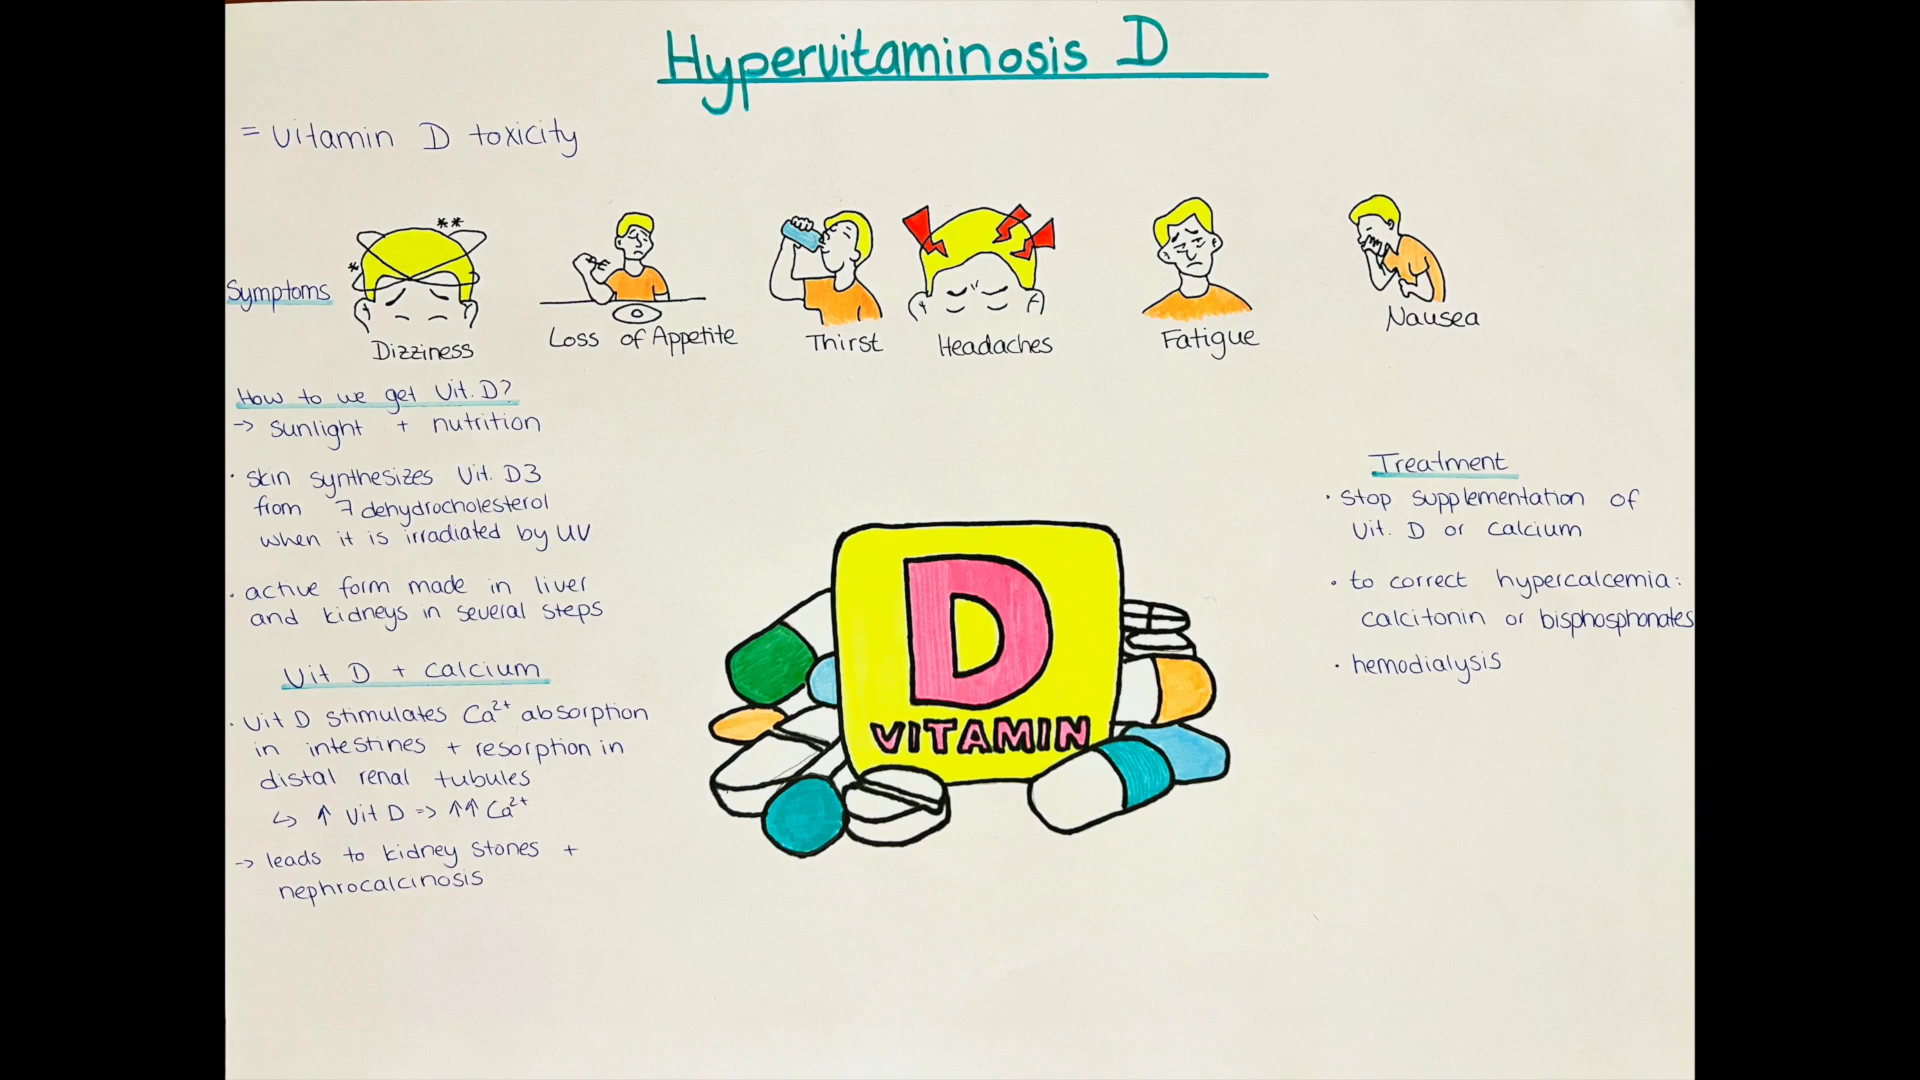 Hypervitaminosis D
= Vitamin D toxicity
Symptoms
Dizziness
Loss of Appetite
Thirst
Headaches
Fatigue
Nausea
How to we get Vit. D?
-> sunlight + nutrition
· skin synthesizes Vit. D3
from 7 dehydrocholesterol
when it is irradiated by UV
· active form made in liver
and kidneys in several steps
Vit D + Calcium
· Vit D stimulates Ca²⁺ absorption
in intestines + resorption in
distal renal tubules
↳ ↑ Vit D => ↑↑ Ca²⁺
-> leads to kidney stones +
nephrocalcinosis
D
VITAMIN
Treatment
· stop supplementation of
Vit. D or Calcium
· to correct hypercalcemia:
calcitonin or bisphosphonates
· hemodialysis